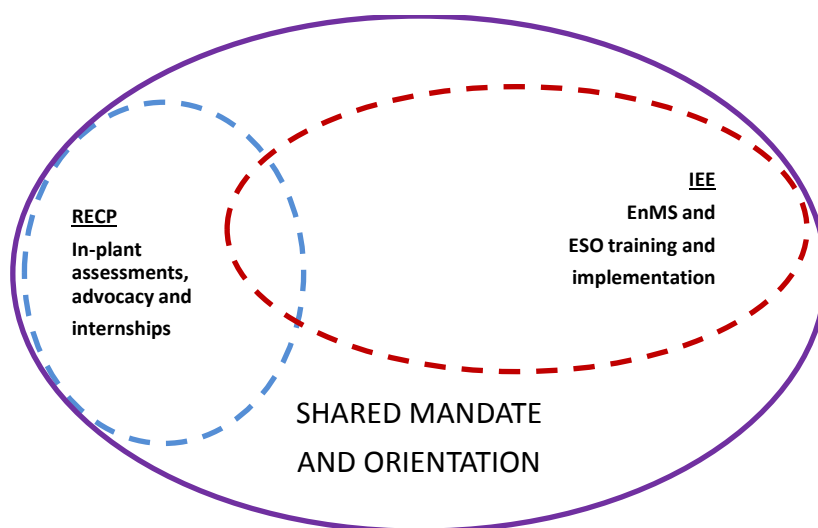 RECP
In-plant
assessments,
advocacy and
internships
IEE
EnMS and
ESO training and
implementation
SHARED MANDATE
AND ORIENTATION